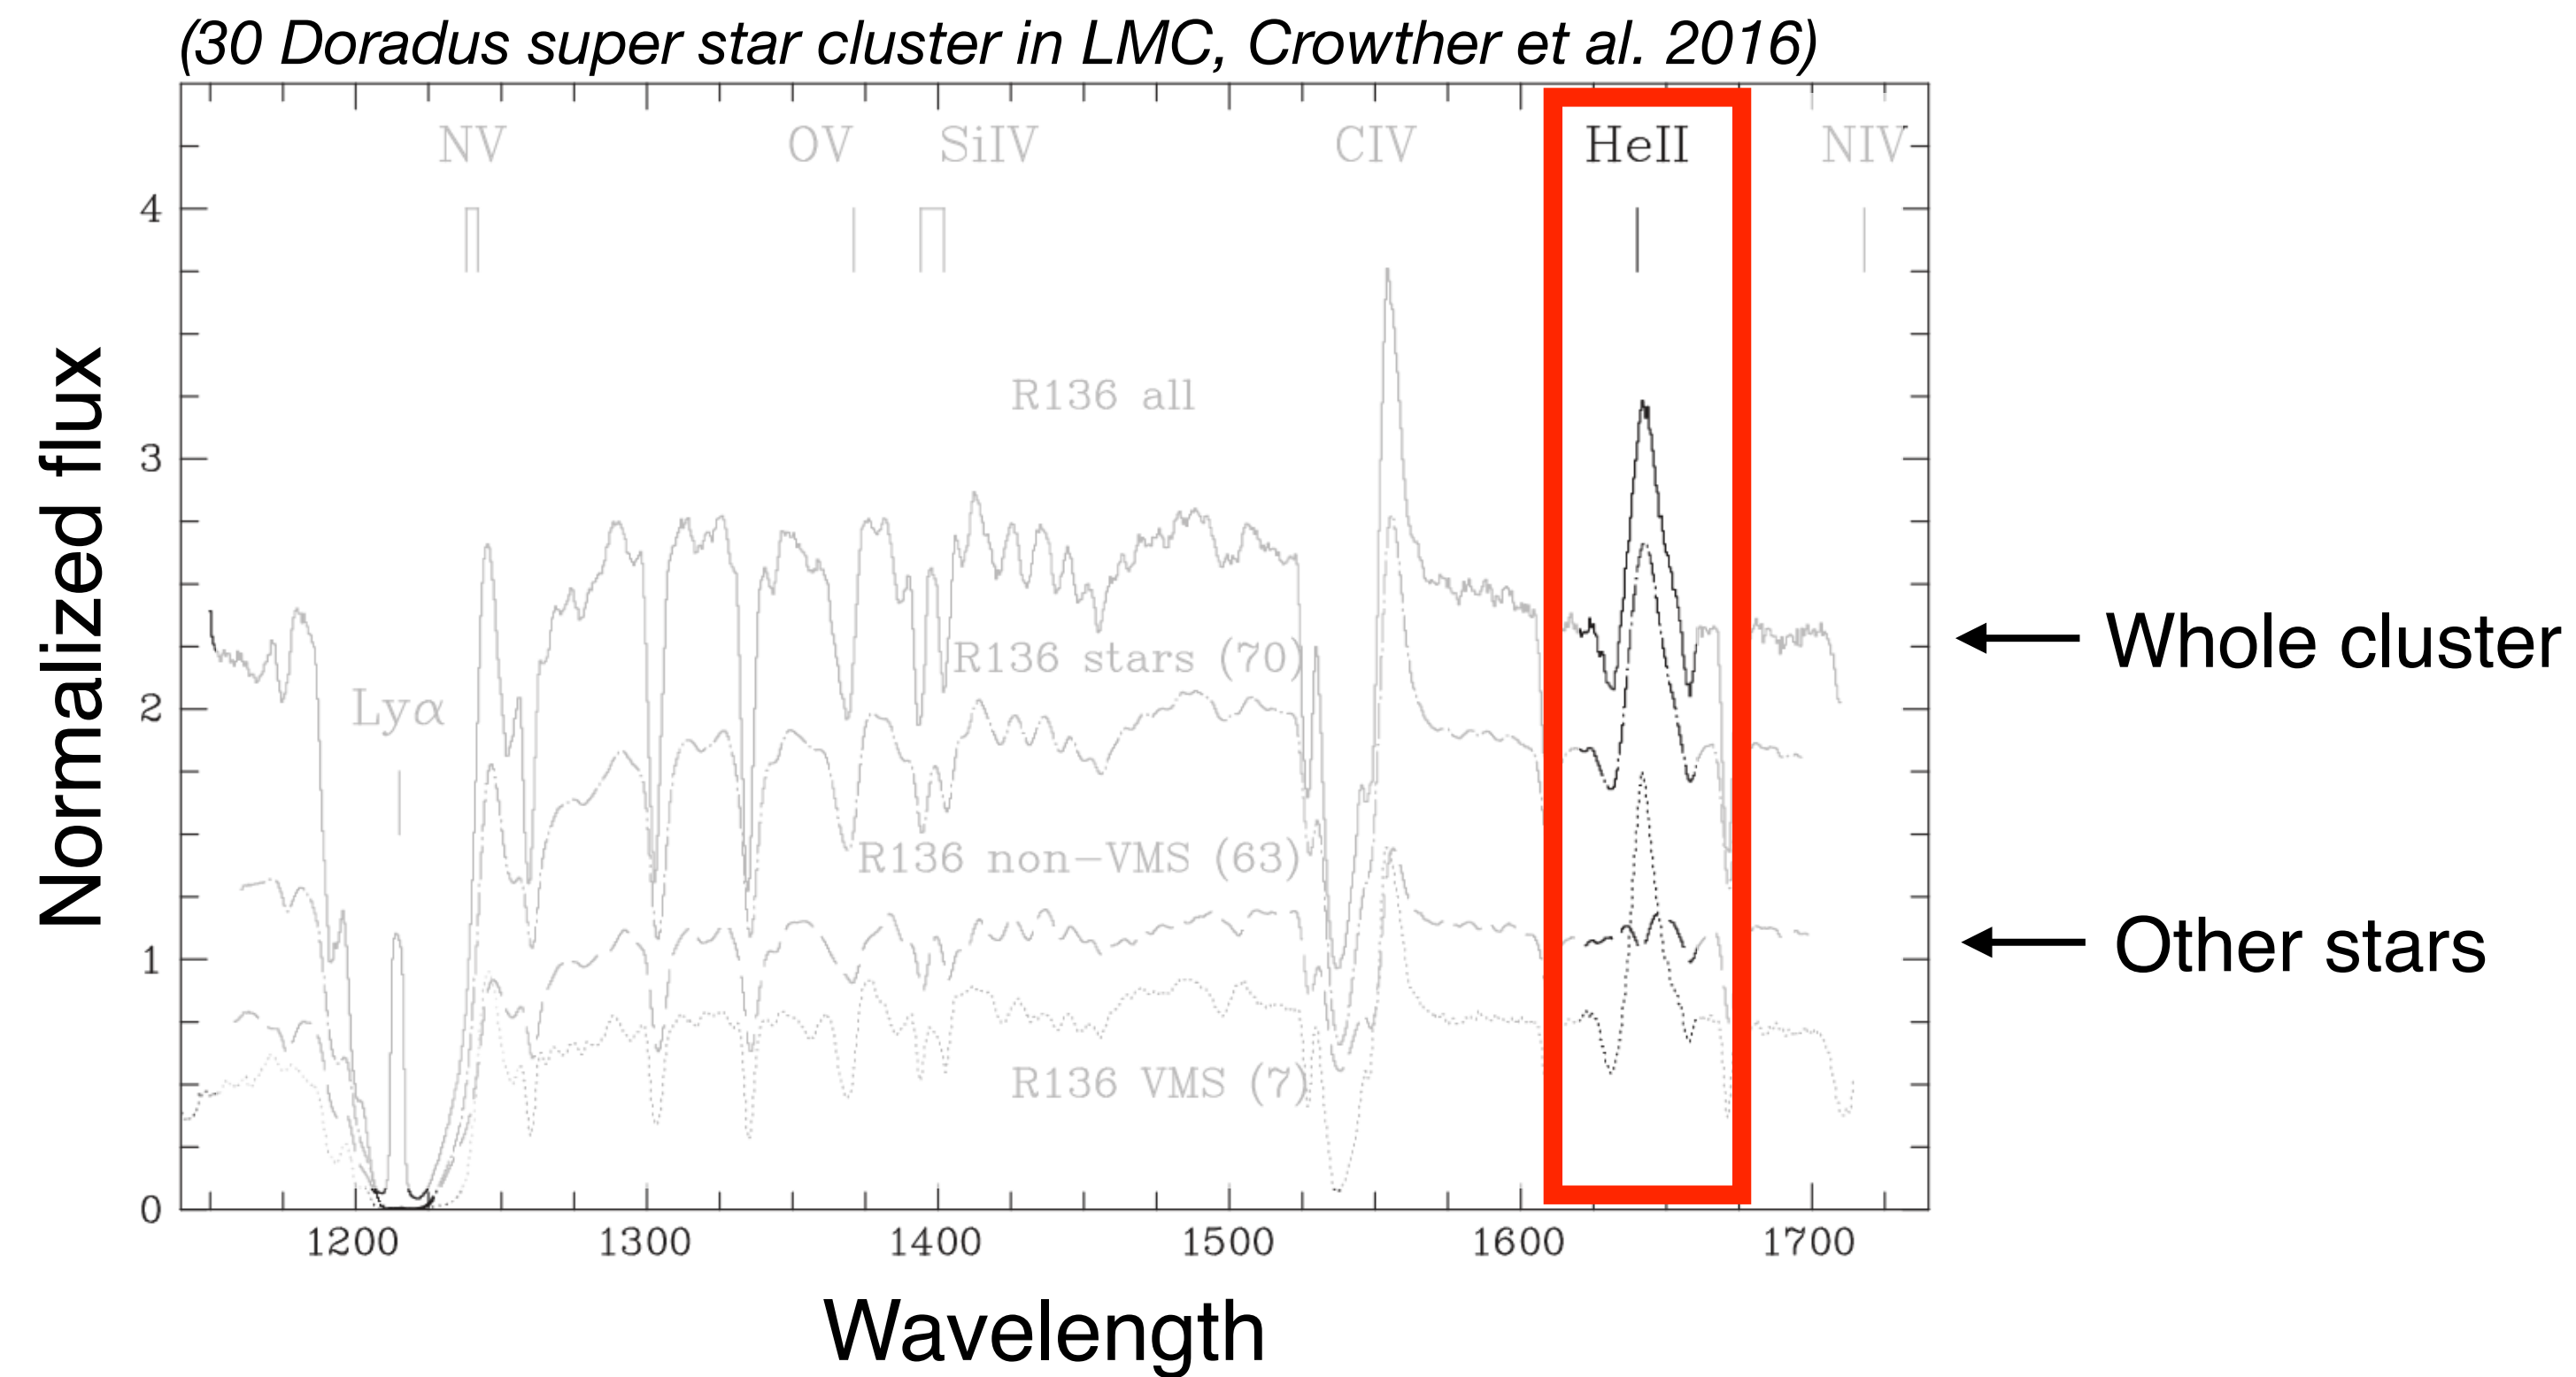 (30 Doradus super star cluster in LMC, Crowther et al. 2016)
NV OV SiIV CIV HeII NIV
4
3
2
1
0
Normalized flux
R136 all
R136 stars (70)
Lyα
R136 non-VMS (63)
R136 VMS (7)
Whole cluster
Other stars
1200 1300 1400 1500 1600 1700
Wavelength